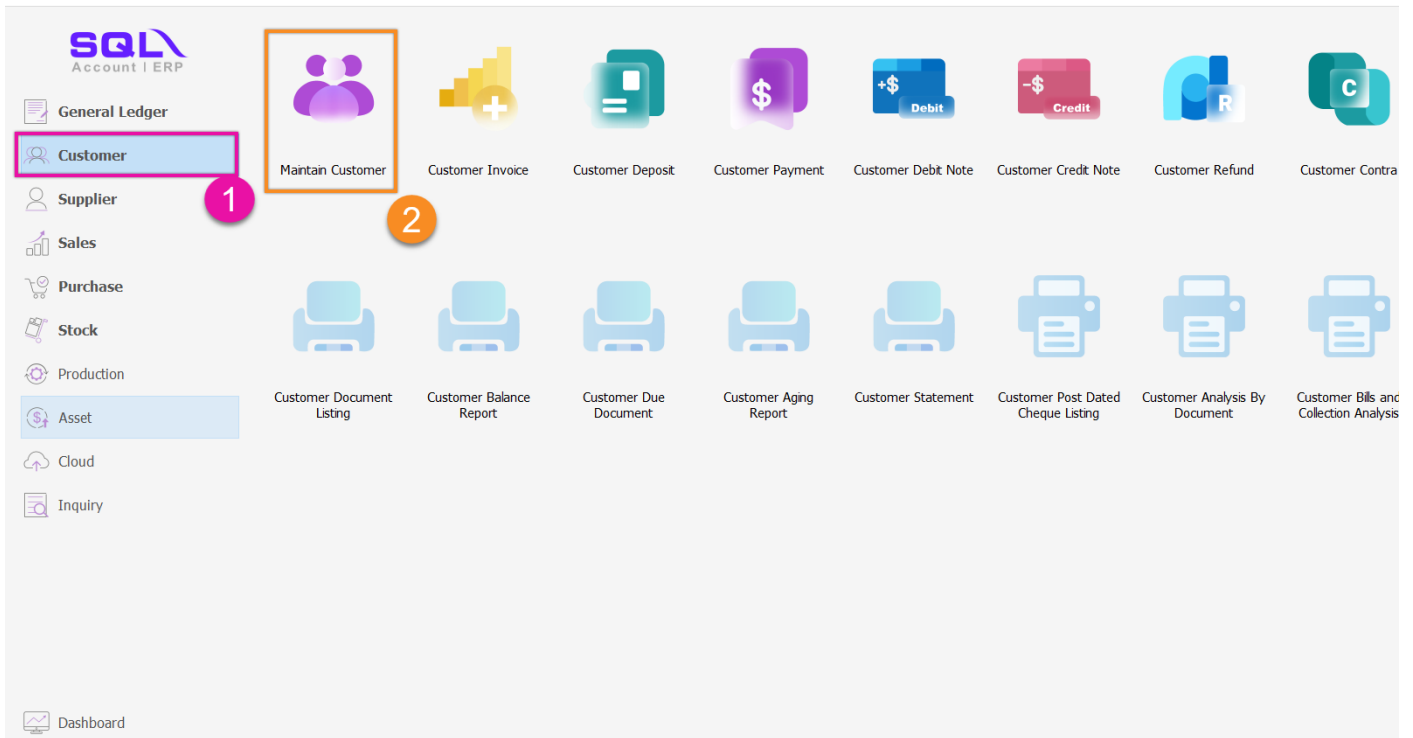 SQL
Account | ERP
General Ledger
Customer
Supplier
Sales
Purchase
Stock
Production
Asset
Cloud
Inquiry
Dashboard
1
2
Maintain Customer
Customer Invoice
Customer Deposit
$
Customer Payment
+$
Debit
Customer Debit Note
-$
Credit
Customer Credit Note
R
Customer Refund
C
Customer Contra
Customer Document
Listing
Customer Balance
Report
Customer Due
Document
Customer Aging
Report
Customer Statement
Customer Post Dated
Cheque Listing
Customer Analysis By
Document
Customer Bills and
Collection Analysis